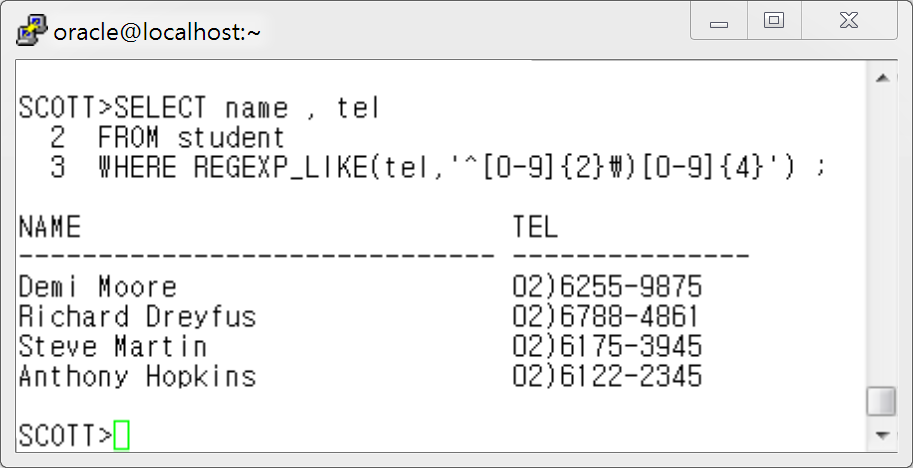 oracle@localhost:~
SCOTT>SELECT name , tel
2 FROM student
3 WHERE REGEXP_LIKE(tel,'^[0-9]{2}₩)[0-9]{4}') ;
NAME TEL
------------------------------ ---------------
Demi Moore 02)6255-9875
Richard Dreyfus 02)6788-4861
Steve Martin 02)6175-3945
Anthony Hopkins 02)6122-2345
SCOTT>